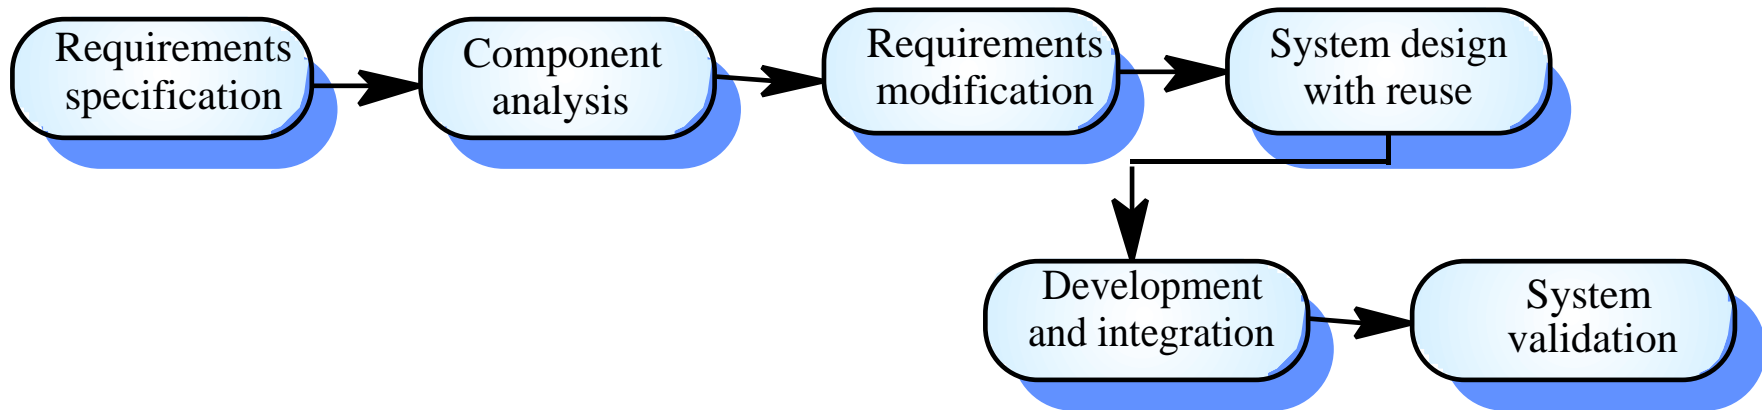 Requirements
specification
Component
analysis
Requirements
modification
System design
with reuse
Development
and integration
System
validation